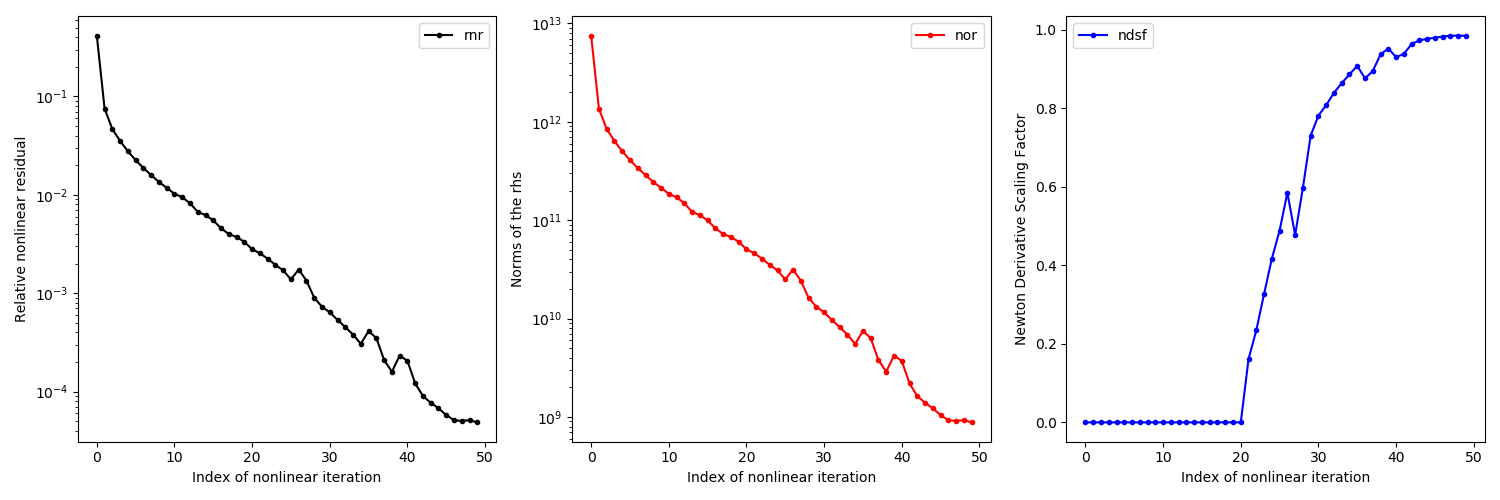 Relative nonlinear residual
10⁻¹
10⁻²
10⁻³
10⁻⁴
rnr
0 10 20 30 40 50
Index of nonlinear iteration
Norms of the rhs
10¹³
10¹²
10¹¹
10¹⁰
10⁹
nor
0 10 20 30 40 50
Index of nonlinear iteration
Newton Derivative Scaling Factor
1.0
0.8
0.6
0.4
0.2
0.0
ndsf
0 10 20 30 40 50
Index of nonlinear iteration